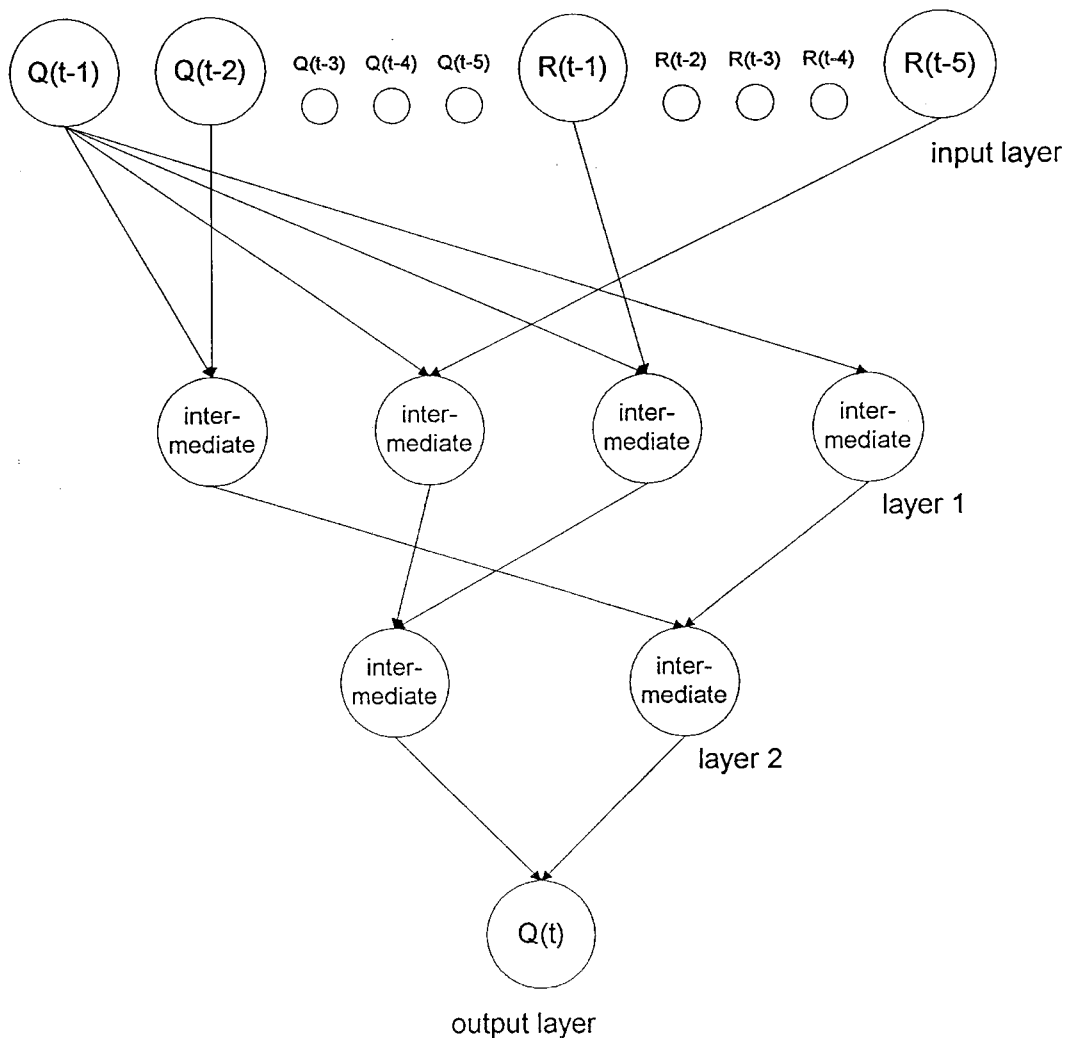 Q(t-1)
Q(t-2)
Q(t-3)
Q(t-4)
Q(t-5)
R(t-1)
R(t-2)
R(t-3)
R(t-4)
R(t-5)
input layer
inter-
mediate
inter-
mediate
inter-
mediate
inter-
mediate
layer 1
inter-
mediate
inter-
mediate
layer 2
Q(t)
output layer